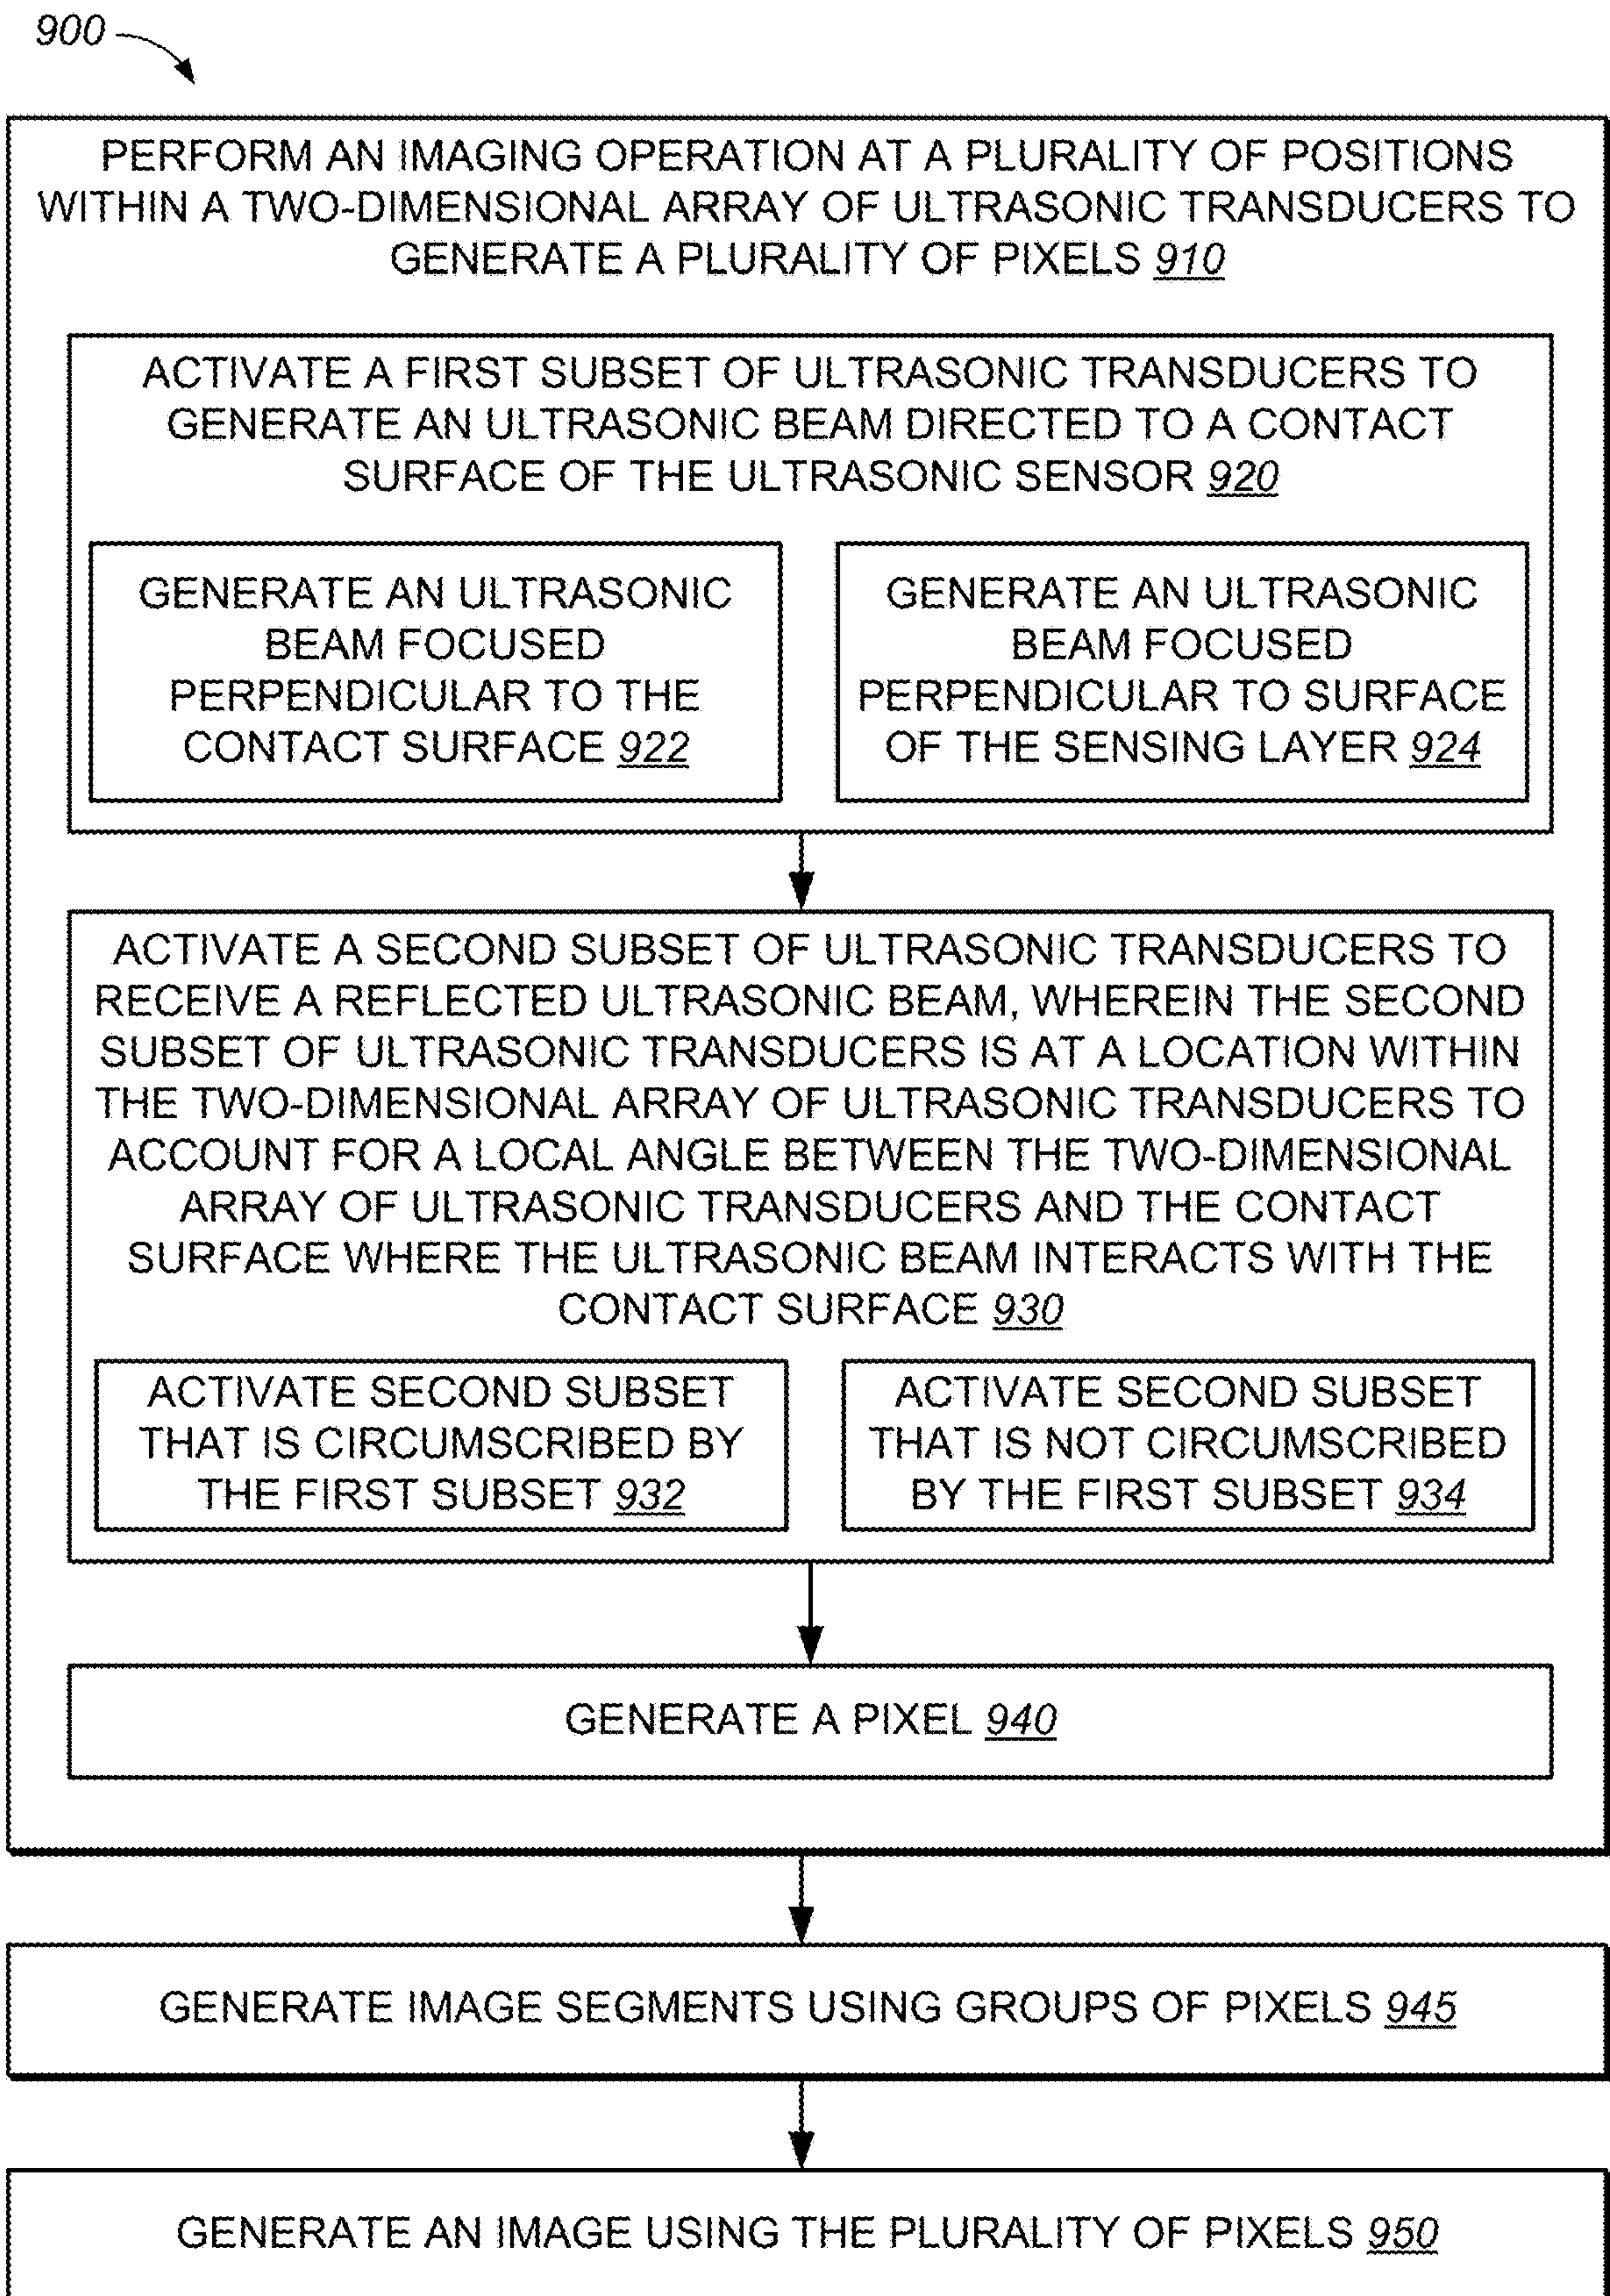 900
PERFORM AN IMAGING OPERATION AT A PLURALITY OF POSITIONS
WITHIN A TWO-DIMENSIONAL ARRAY OF ULTRASONIC TRANSDUCERS TO
GENERATE A PLURALITY OF PIXELS 910
ACTIVATE A FIRST SUBSET OF ULTRASONIC TRANSDUCERS TO
GENERATE AN ULTRASONIC BEAM DIRECTED TO A CONTACT
SURFACE OF THE ULTRASONIC SENSOR 920
GENERATE AN ULTRASONIC
BEAM FOCUSED
PERPENDICULAR TO THE
CONTACT SURFACE 922
GENERATE AN ULTRASONIC
BEAM FOCUSED
PERPENDICULAR TO SURFACE
OF THE SENSING LAYER 924
ACTIVATE A SECOND SUBSET OF ULTRASONIC TRANSDUCERS TO
RECEIVE A REFLECTED ULTRASONIC BEAM, WHEREIN THE SECOND
SUBSET OF ULTRASONIC TRANSDUCERS IS AT A LOCATION WITHIN
THE TWO-DIMENSIONAL ARRAY OF ULTRASONIC TRANSDUCERS TO
ACCOUNT FOR A LOCAL ANGLE BETWEEN THE TWO-DIMENSIONAL
ARRAY OF ULTRASONIC TRANSDUCERS AND THE CONTACT
SURFACE WHERE THE ULTRASONIC BEAM INTERACTS WITH THE
CONTACT SURFACE 930
ACTIVATE SECOND SUBSET
THAT IS CIRCUMSCRIBED BY
THE FIRST SUBSET 932
ACTIVATE SECOND SUBSET
THAT IS NOT CIRCUMSCRIBED
BY THE FIRST SUBSET 934
GENERATE A PIXEL 940
GENERATE IMAGE SEGMENTS USING GROUPS OF PIXELS 945
GENERATE AN IMAGE USING THE PLURALITY OF PIXELS 950